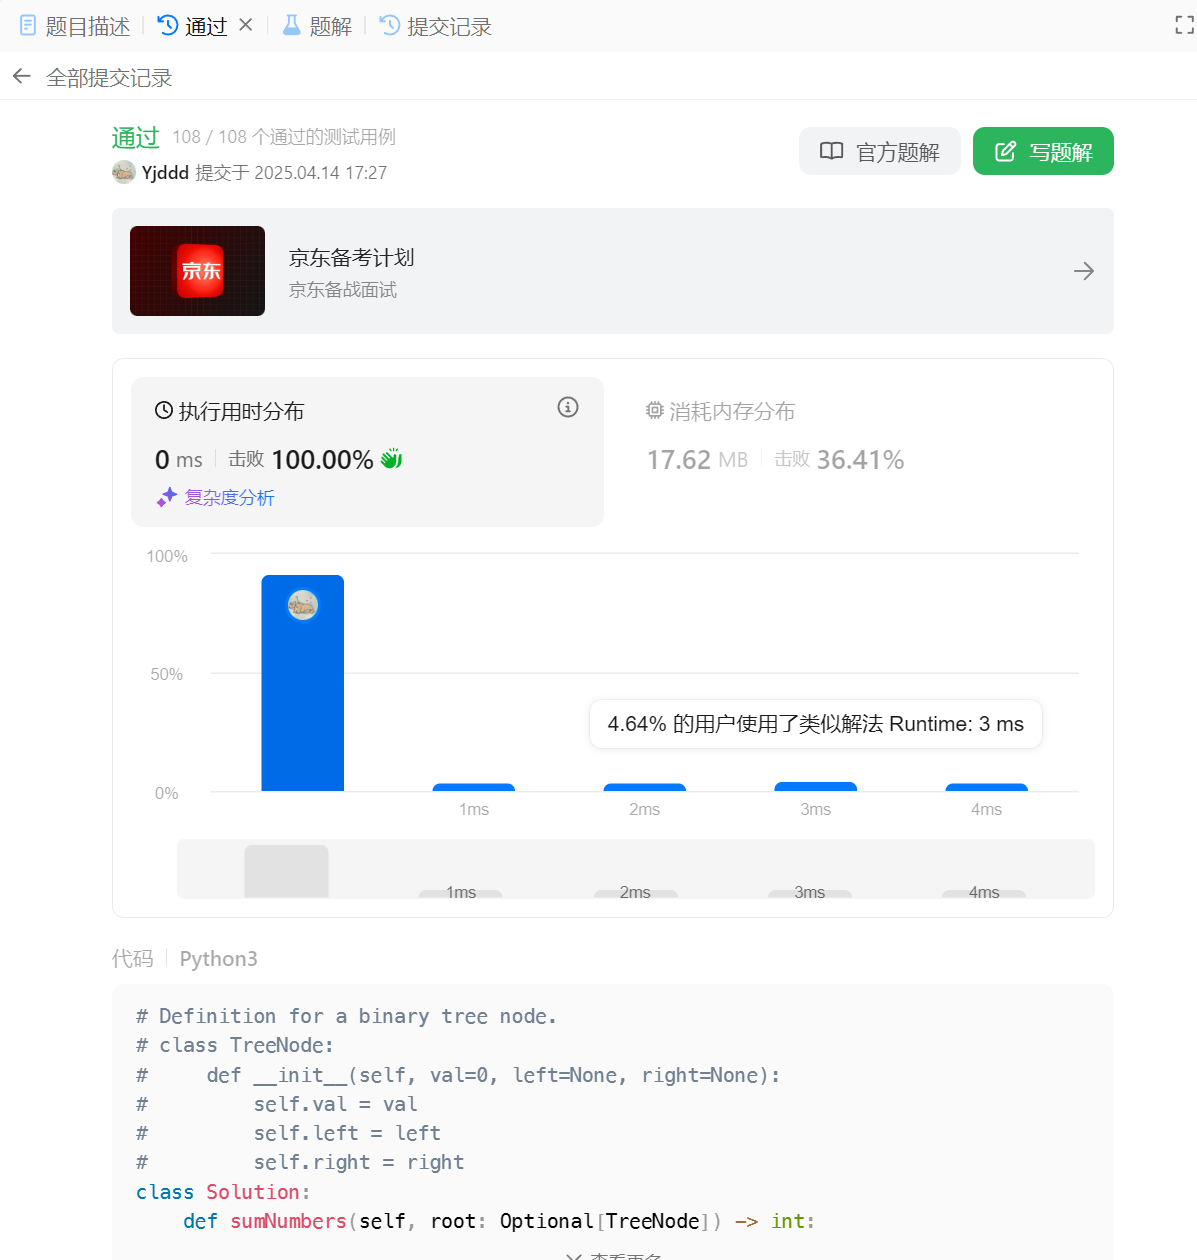 题目描述 通过 题解 提交记录
全部提交记录
通过 108 / 108 个通过的测试用例
官方题解 写题解
Yjddd 提交于 2025.04.14 17:27
京东
京东备考计划
京东备战面试
执行用时分布
0 ms 击败 100.00%
复杂度分析
消耗内存分布
17.62 MB 击败 36.41%
100%
50%
4.64% 的用户使用了类似解法 Runtime: 3 ms
0%
1ms 2ms 3ms 4ms
1ms 2ms 3ms 4ms
代码 Python3
# Definition for a binary tree node.
# class TreeNode:
#     def __init__(self, val=0, left=None, right=None):
#         self.val = val
#         self.left = left
#         self.right = right
class Solution:
    def sumNumbers(self, root: Optional[TreeNode]) -> int:
查看更多